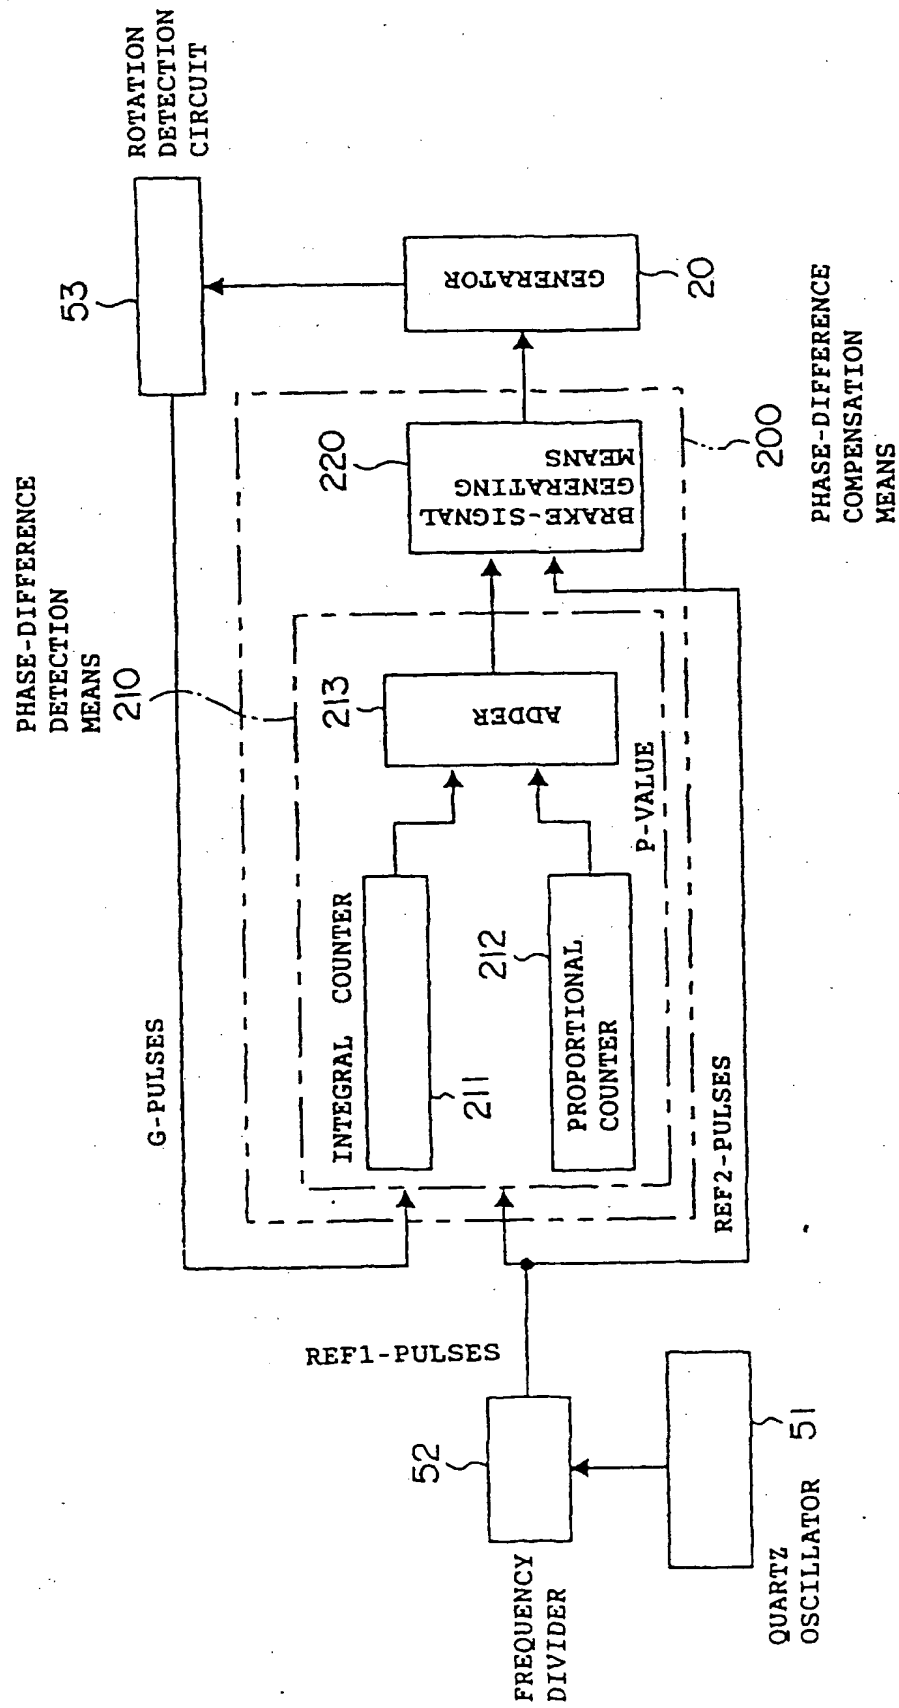 ROTATION
DETECTION
CIRCUIT
53
GENERATOR
20
PHASE-DIFFERENCE
COMPENSATION
MEANS
200
220
BRAKE-SIGNAL
GENERATING
MEANS
PHASE-DIFFERENCE
DETECTION
MEANS
210
213
ADDER
P-VALUE
G-PULSES
INTEGRAL COUNTER
211
212
PROPORTIONAL
COUNTER
REF2-PULSES
REF1-PULSES
52
FREQUENCY
DIVIDER
51
QUARTZ
OSCILLATOR